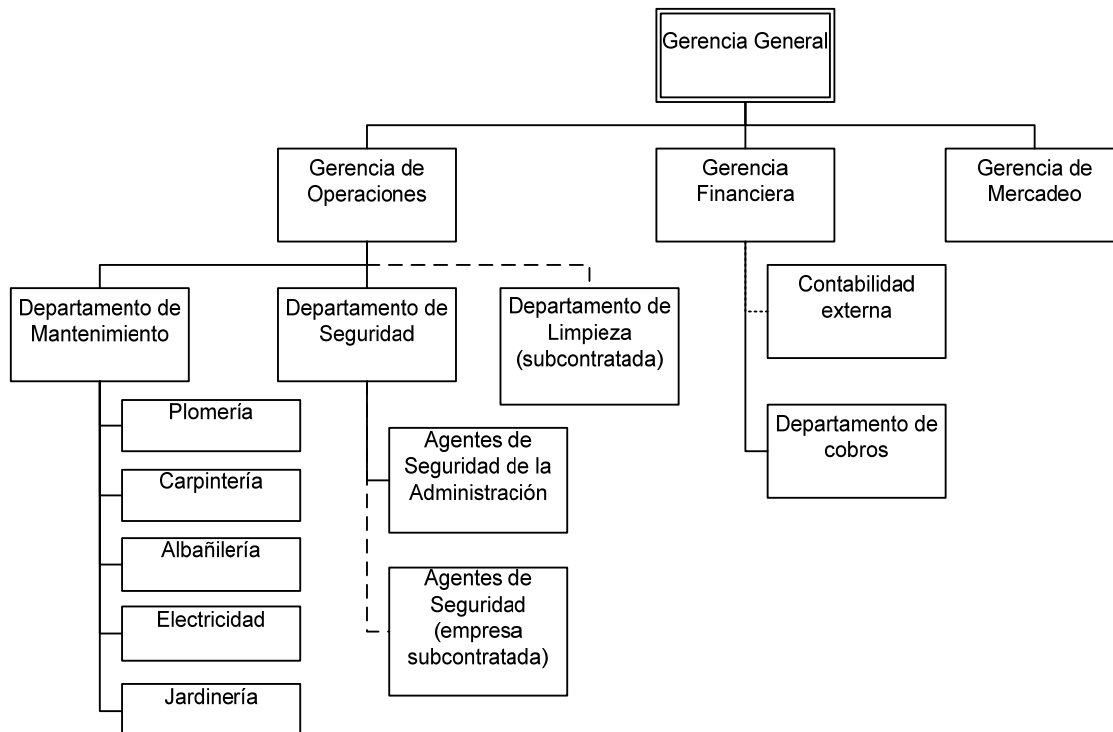 Gerencia General
Gerencia de
Operaciones
Gerencia
Financiera
Gerencia de
Mercadeo
Departamento de
Mantenimiento
Departamento de
Seguridad
Departamento de
Limpieza
(subcontratada)
Contabilidad
externa
Plomería
Carpintería
Albañilería
Electricidad
Jardinería
Agentes de
Seguridad de la
Administración
Agentes de
Seguridad
(empresa
subcontratada)
Departamento de
cobros